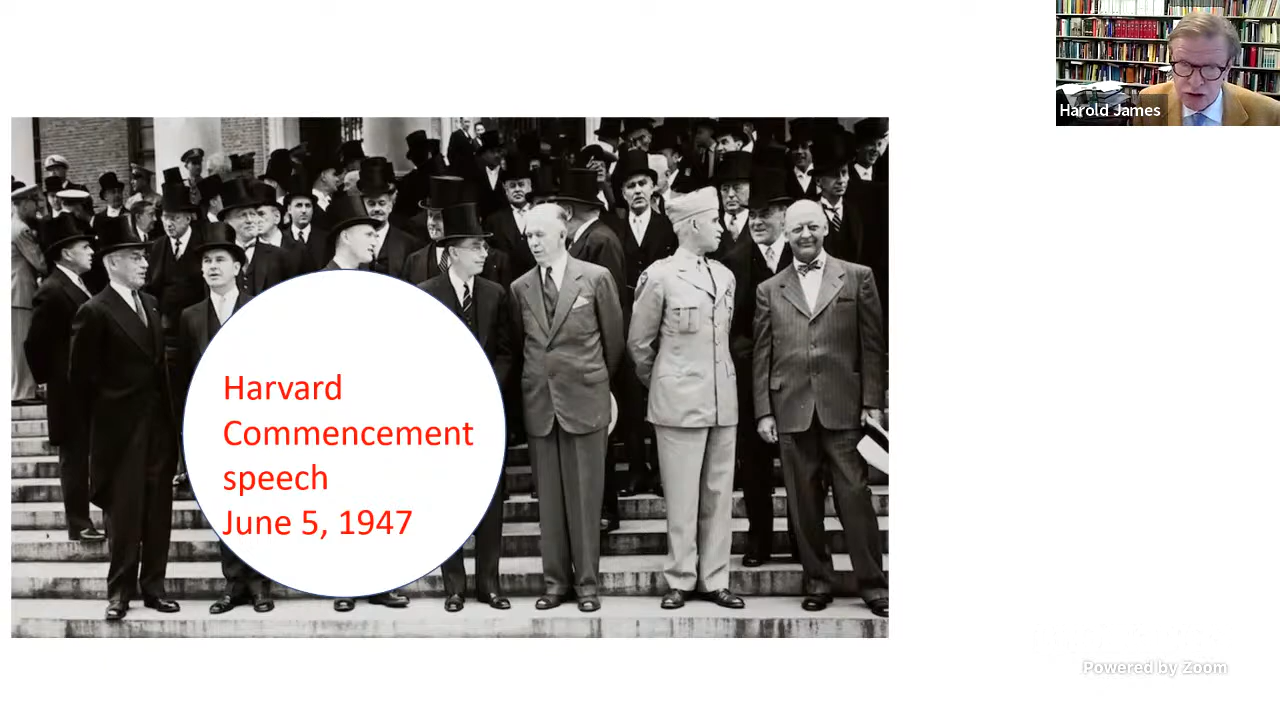 Harold James
Harvard
Commencement
speech
June 5, 1947
Powered by Zoom